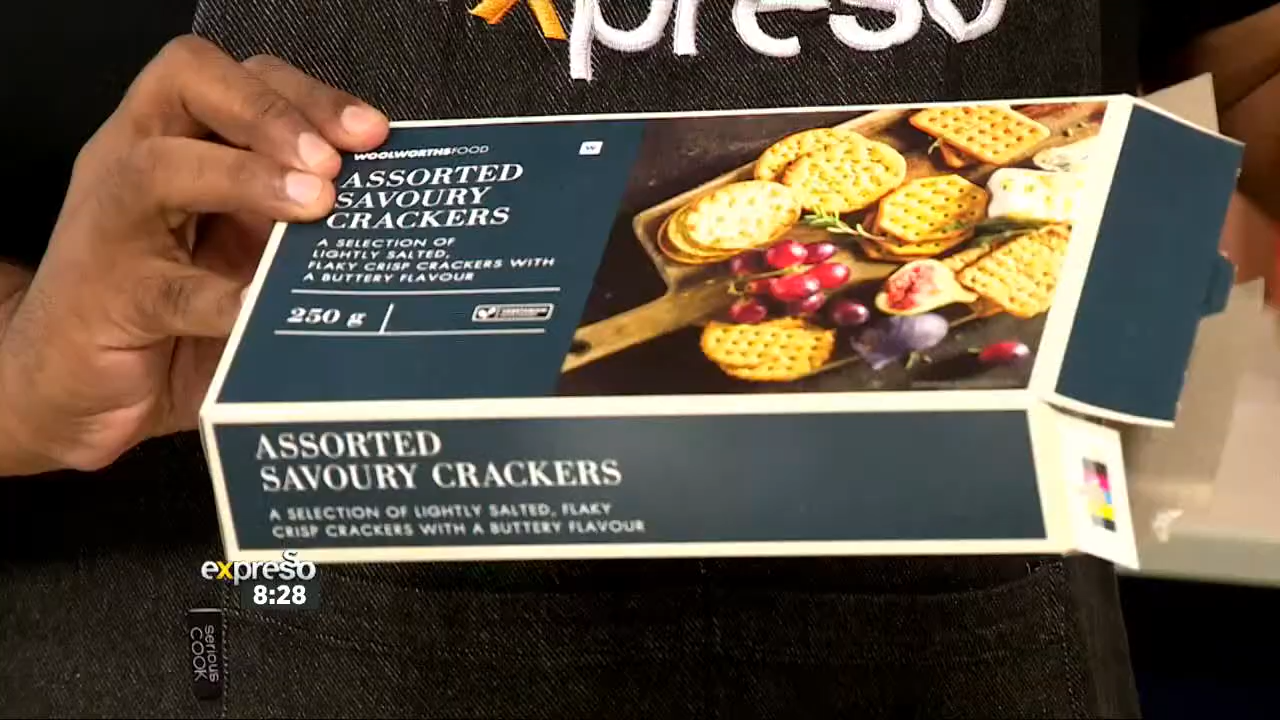 expreso
WOOLWORTHSFOOD
W
ASSORTED
SAVOURY
CRACKERS
A SELECTION OF
LIGHTLY SALTED,
FLAKY CRISP CRACKERS WITH
A BUTTERY FLAVOUR
250 g
ASSORTED
SAVOURY CRACKERS
A SELECTION OF LIGHTLY SALTED, FLAKY
CRISP CRACKERS WITH A BUTTERY FLAVOUR
expresso
8:28
serious
COOK